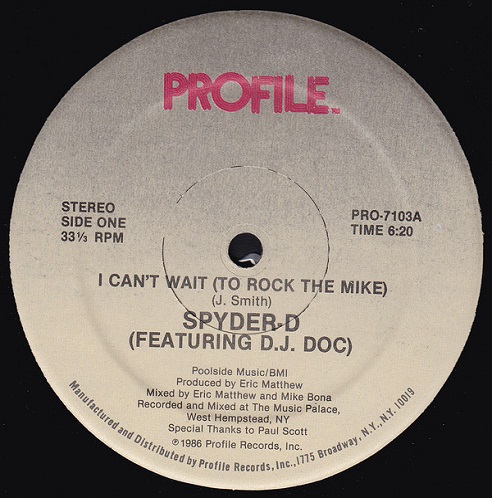 PROFILE™
STEREO
SIDE ONE
33⅓ RPM
PRO-7103A
TIME 6:20
I CAN'T WAIT (TO ROCK THE MIKE)
(J. Smith)
SPYDER-D
(FEATURING D.J. DOC)
Poolside Music/BMI
Produced by Eric Matthew
Mixed by Eric Matthew and Mike Bona
Recorded and Mixed at The Music Palace,
West Hempstead, NY
Special Thanks to Paul Scott
℗1986 Profile Records, Inc.
Manufactured and Distributed by Profile Records, Inc., 1775 Broadway, N.Y., N.Y. 10019